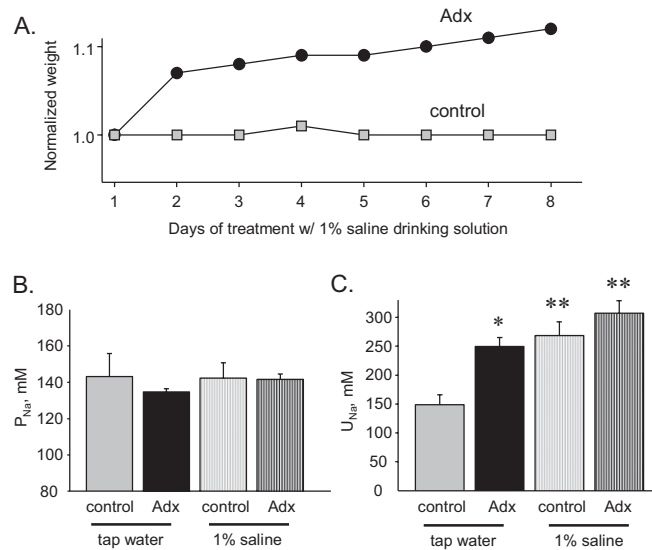 A.
Adx
control
Normalized weight
1.1
1.0
1 2 3 4 5 6 7 8
Days of treatment w/ 1% saline drinking solution
B.
P_Na, mM
180
160
140
120
100
80
control Adx control Adx
tap water 1% saline
C.
U_Na, mM
300
250
200
150
100
50
0
* ** **
control Adx control Adx
tap water 1% saline